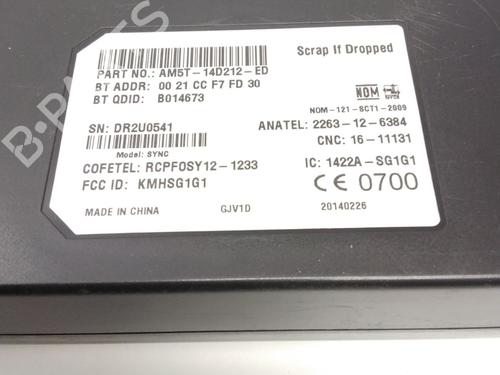 Scrap If Dropped
PART NO.: AM5T-14D212-ED
BT ADDR: 00 21 CC F7 FD 30
BT QDID: B014673
NOM
NOM-121-SCT1-2009
SN: DR2U0541
ANATEL: 2263-12-6384
Model: SYNC
CNC: 16-11131
COFETEL: RCPFOSY12-1233
IC: 1422A-SG1G1
FCC ID: KMHSG1G1
CE 0700
MADE IN CHINA GJV1D 20140226
B-PARTS